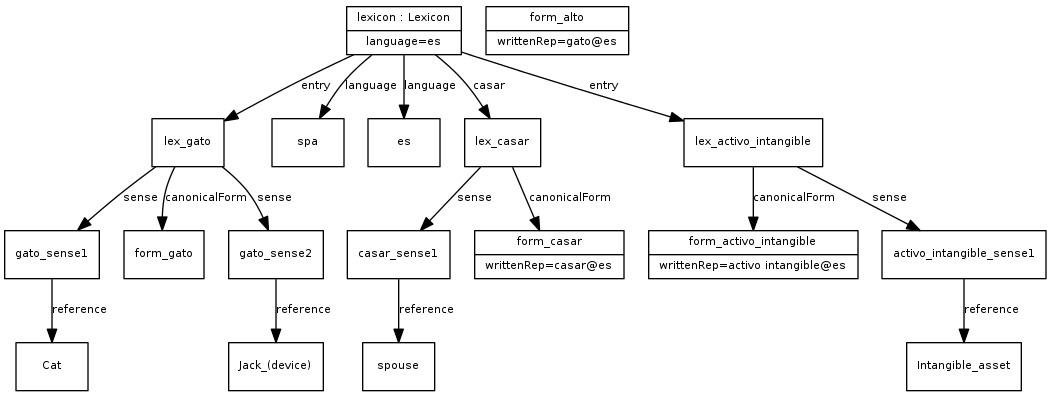 lexicon : Lexicon
language=es
form_alto
writtenRep=gato@es
entry
language
language
casar
entry
lex_gato
spa
es
lex_casar
lex_activo_intangible
sense
canonicalForm
sense
sense
canonicalForm
canonicalForm
sense
gato_sense1
form_gato
gato_sense2
casar_sense1
form_casar
writtenRep=casar@es
form_activo_intangible
writtenRep=activo intangible@es
activo_intangible_sense1
reference
reference
reference
reference
Cat
Jack_(device)
spouse
Intangible_asset